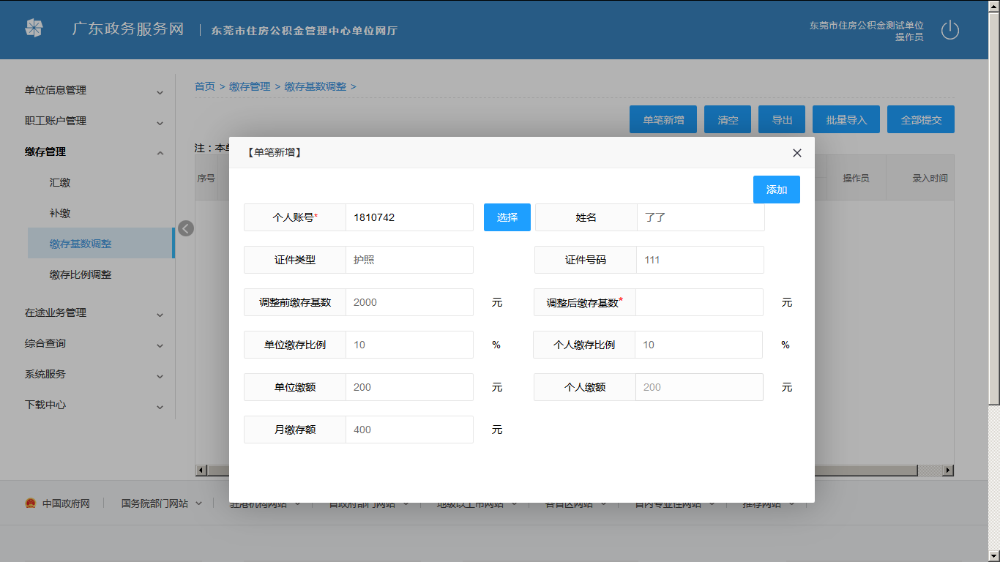 广东政务服务网 | 东莞市住房公积金管理中心单位网厅
东莞市住房公积金测试单位
操作员
单位信息管理
职工账户管理
缴存管理
汇缴
补缴
缴存基数调整
缴存比例调整
在途业务管理
综合查询
系统服务
下载中心
首页 > 缴存管理 > 缴存基数调整 >
单笔新增 清空 导出 批量导入 全部提交
注：本单
序号 操作员 录入时间
【单笔新增】
添加
个人账号* 1810742 选择 姓名 了了
证件类型 护照 证件号码 111
调整前缴存基数 2000 元 调整后缴存基数* 元
单位缴存比例 10 % 个人缴存比例 10 %
单位缴额 200 元 个人缴额 200 元
月缴存额 400 元
中国政府网 国务院部门网站 驻港机构网站 省政府部门网站 地级以上市网站 各省区网站 省内专业性网站 推荐网站